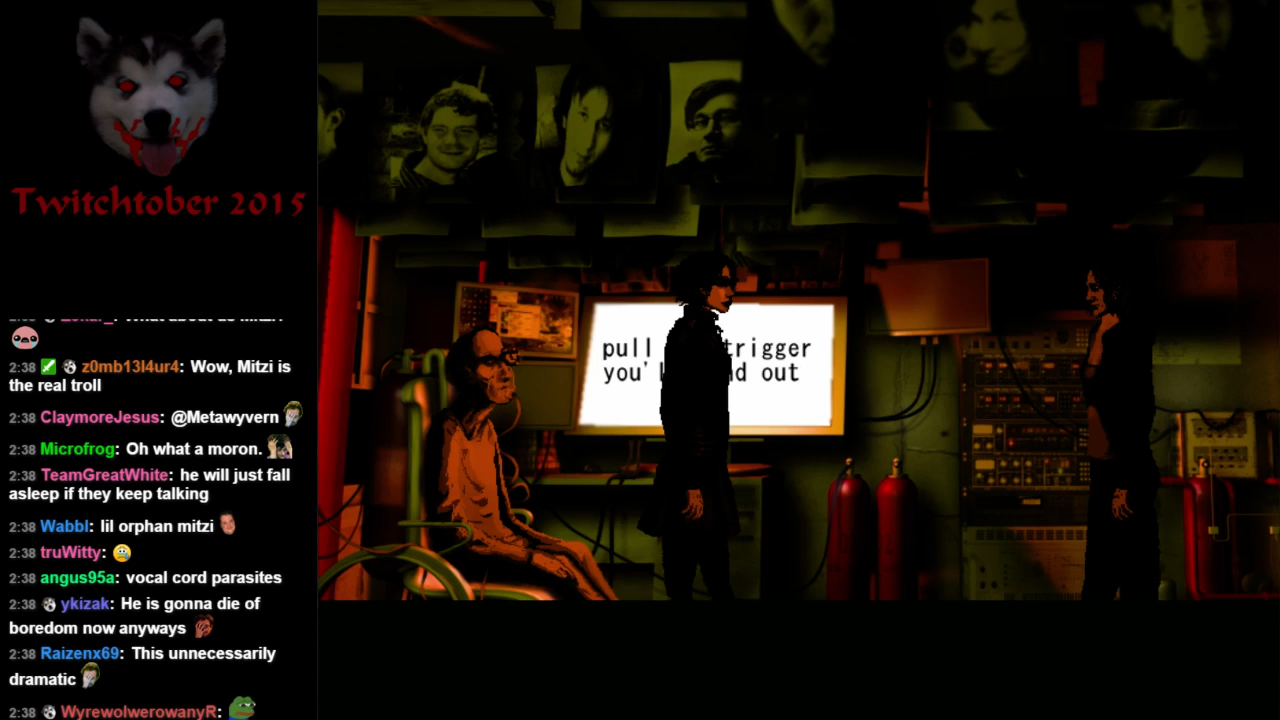 Twitchtober 2015
2:38 z0mb13l4ur4: Wow, Mitzi is
the real troll
2:38 ClaymoreJesus: @Metawyvern
2:38 Microfrog: Oh what a moron.
2:38 TeamGreatWhite: he will just fall
asleep if they keep talking
2:38 Wabbl: lil orphan mitzi
2:38 truWitty:
2:38 angus95a: vocal cord parasites
2:38 ykizak: He is gonna die of
boredom now anyways
2:38 Raizenx69: This unnecessarily
dramatic
2:38 WyrewolwerowanyR:
pull trigger
out